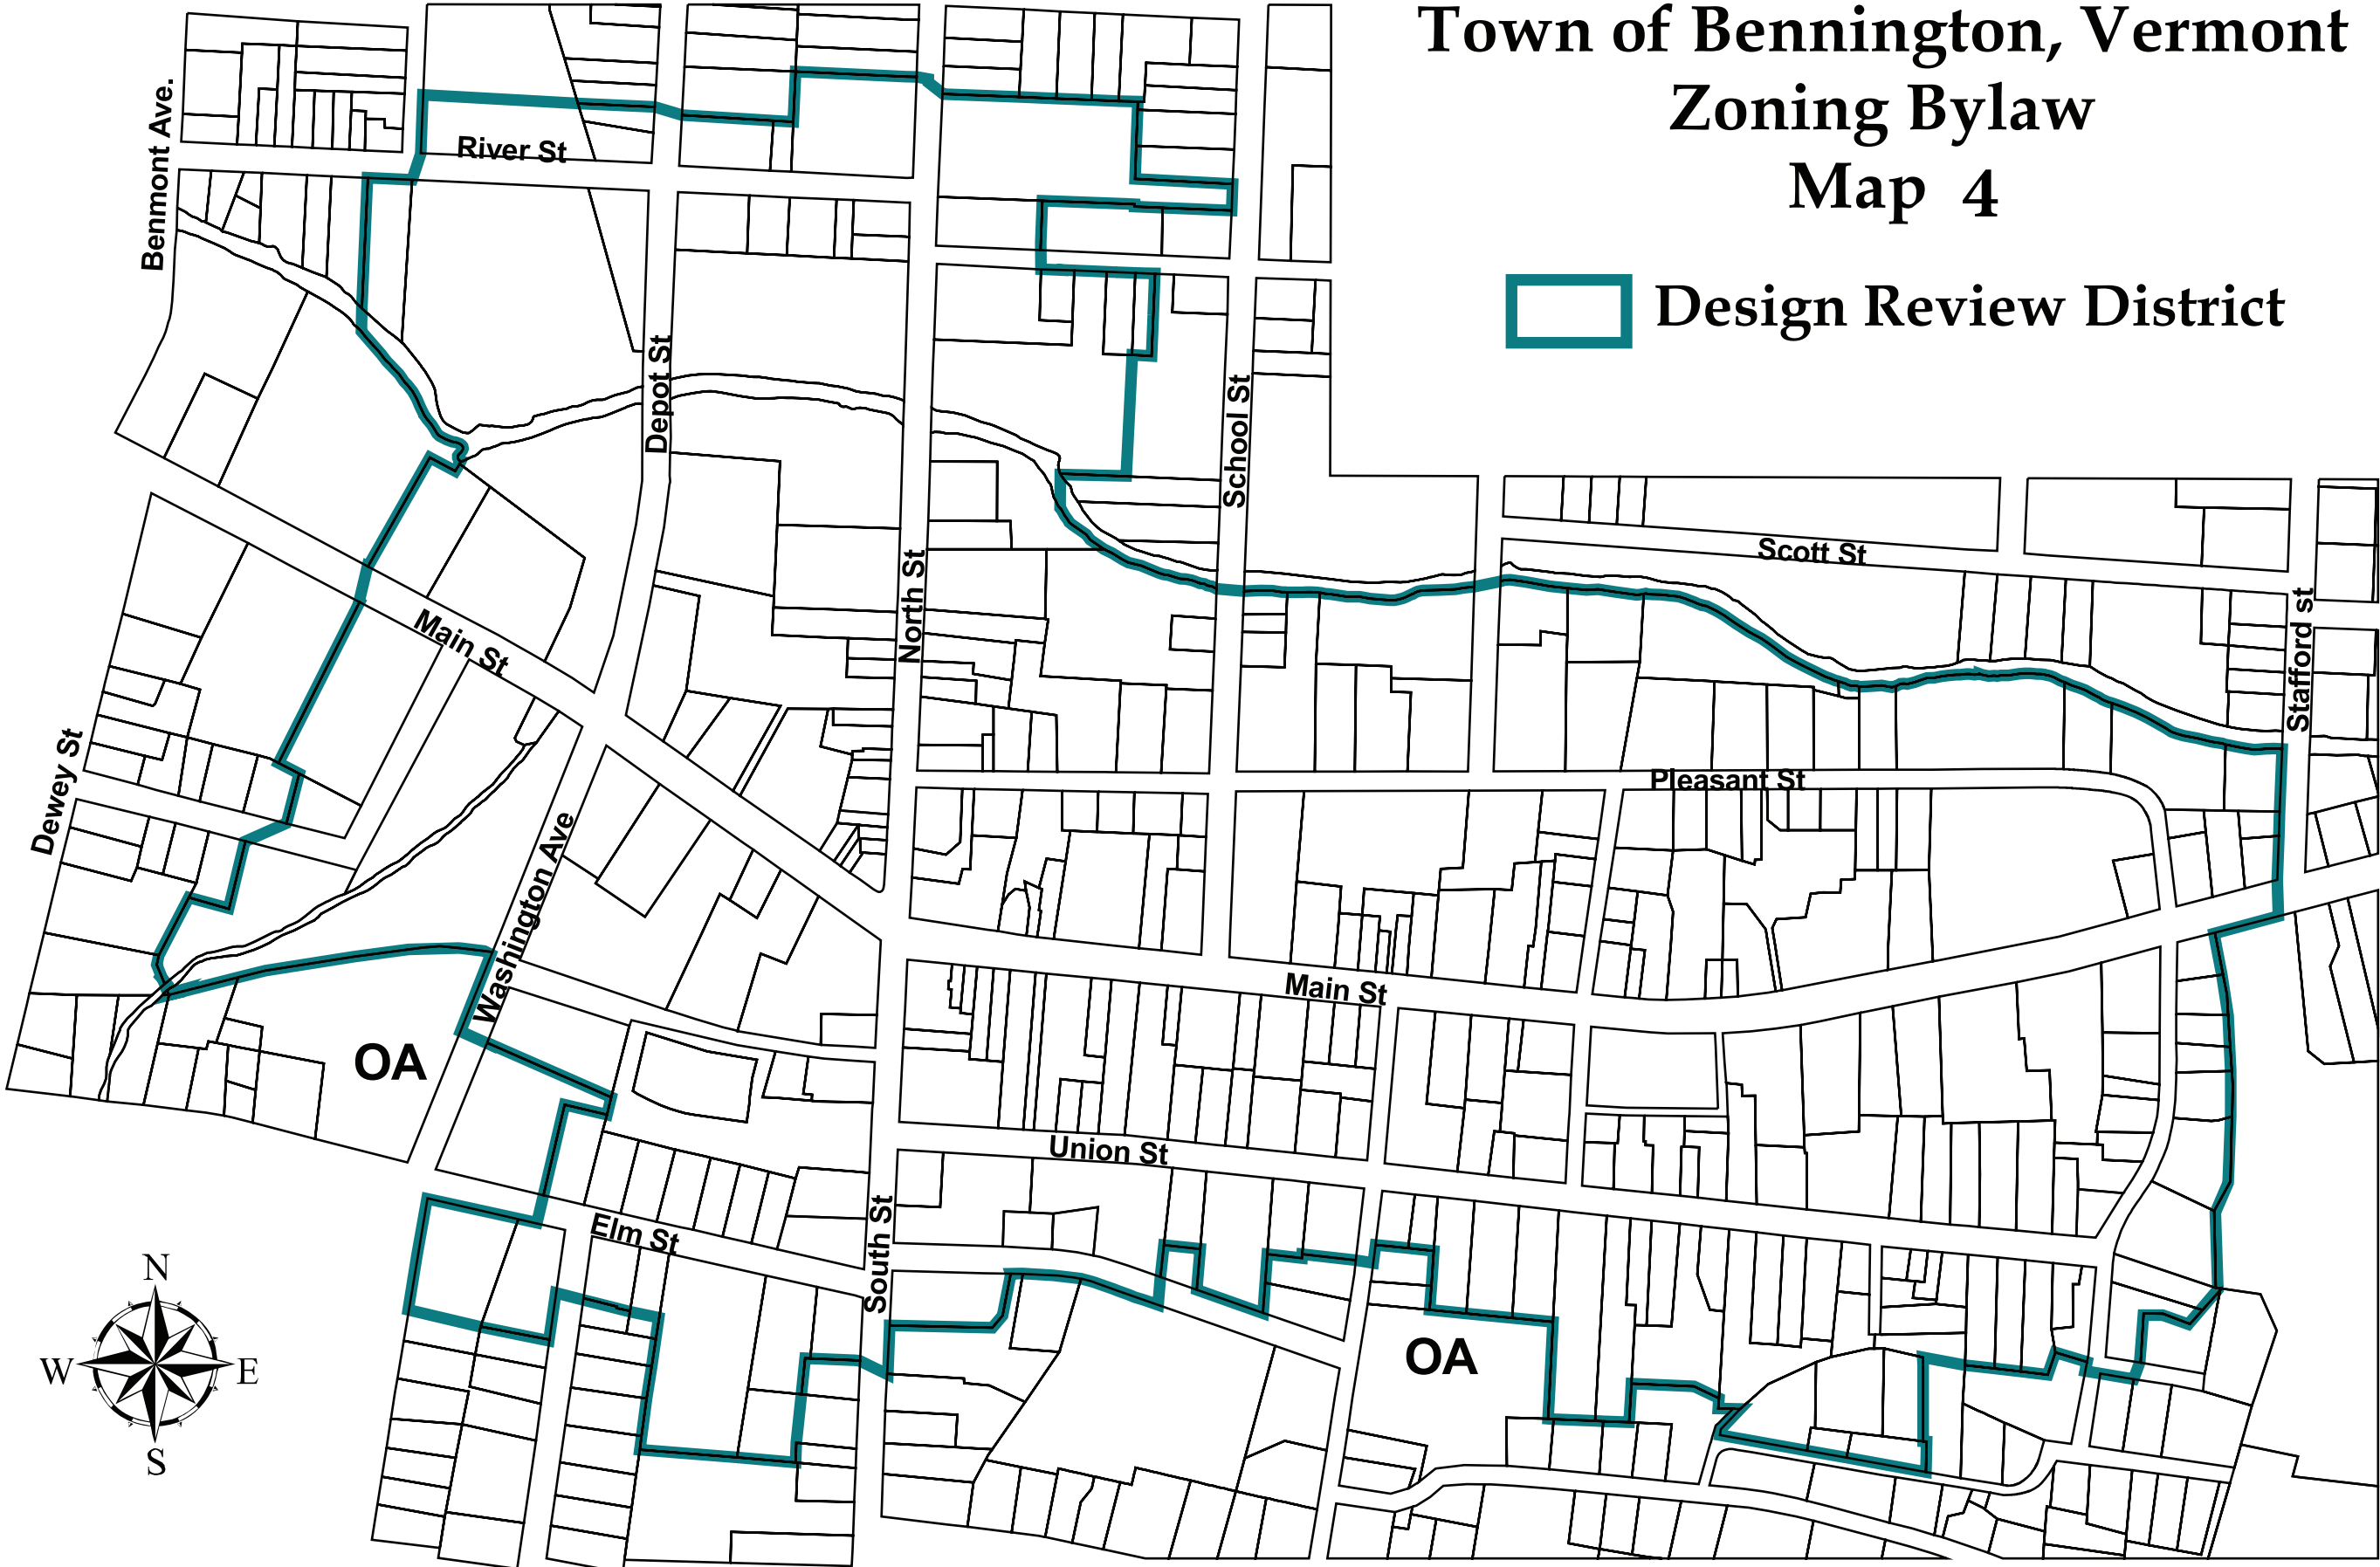 Town of Bennington, Vermont
Zoning Bylaw
Map 4
Design Review District
Benmont Ave.
River St
Depot St
School St
North St
Scott St
Stafford st
Main St
Dewey St
Pleasant St
Washington Ave
Main St
OA
Union St
Elm St
South St
OA
N
W
E
S